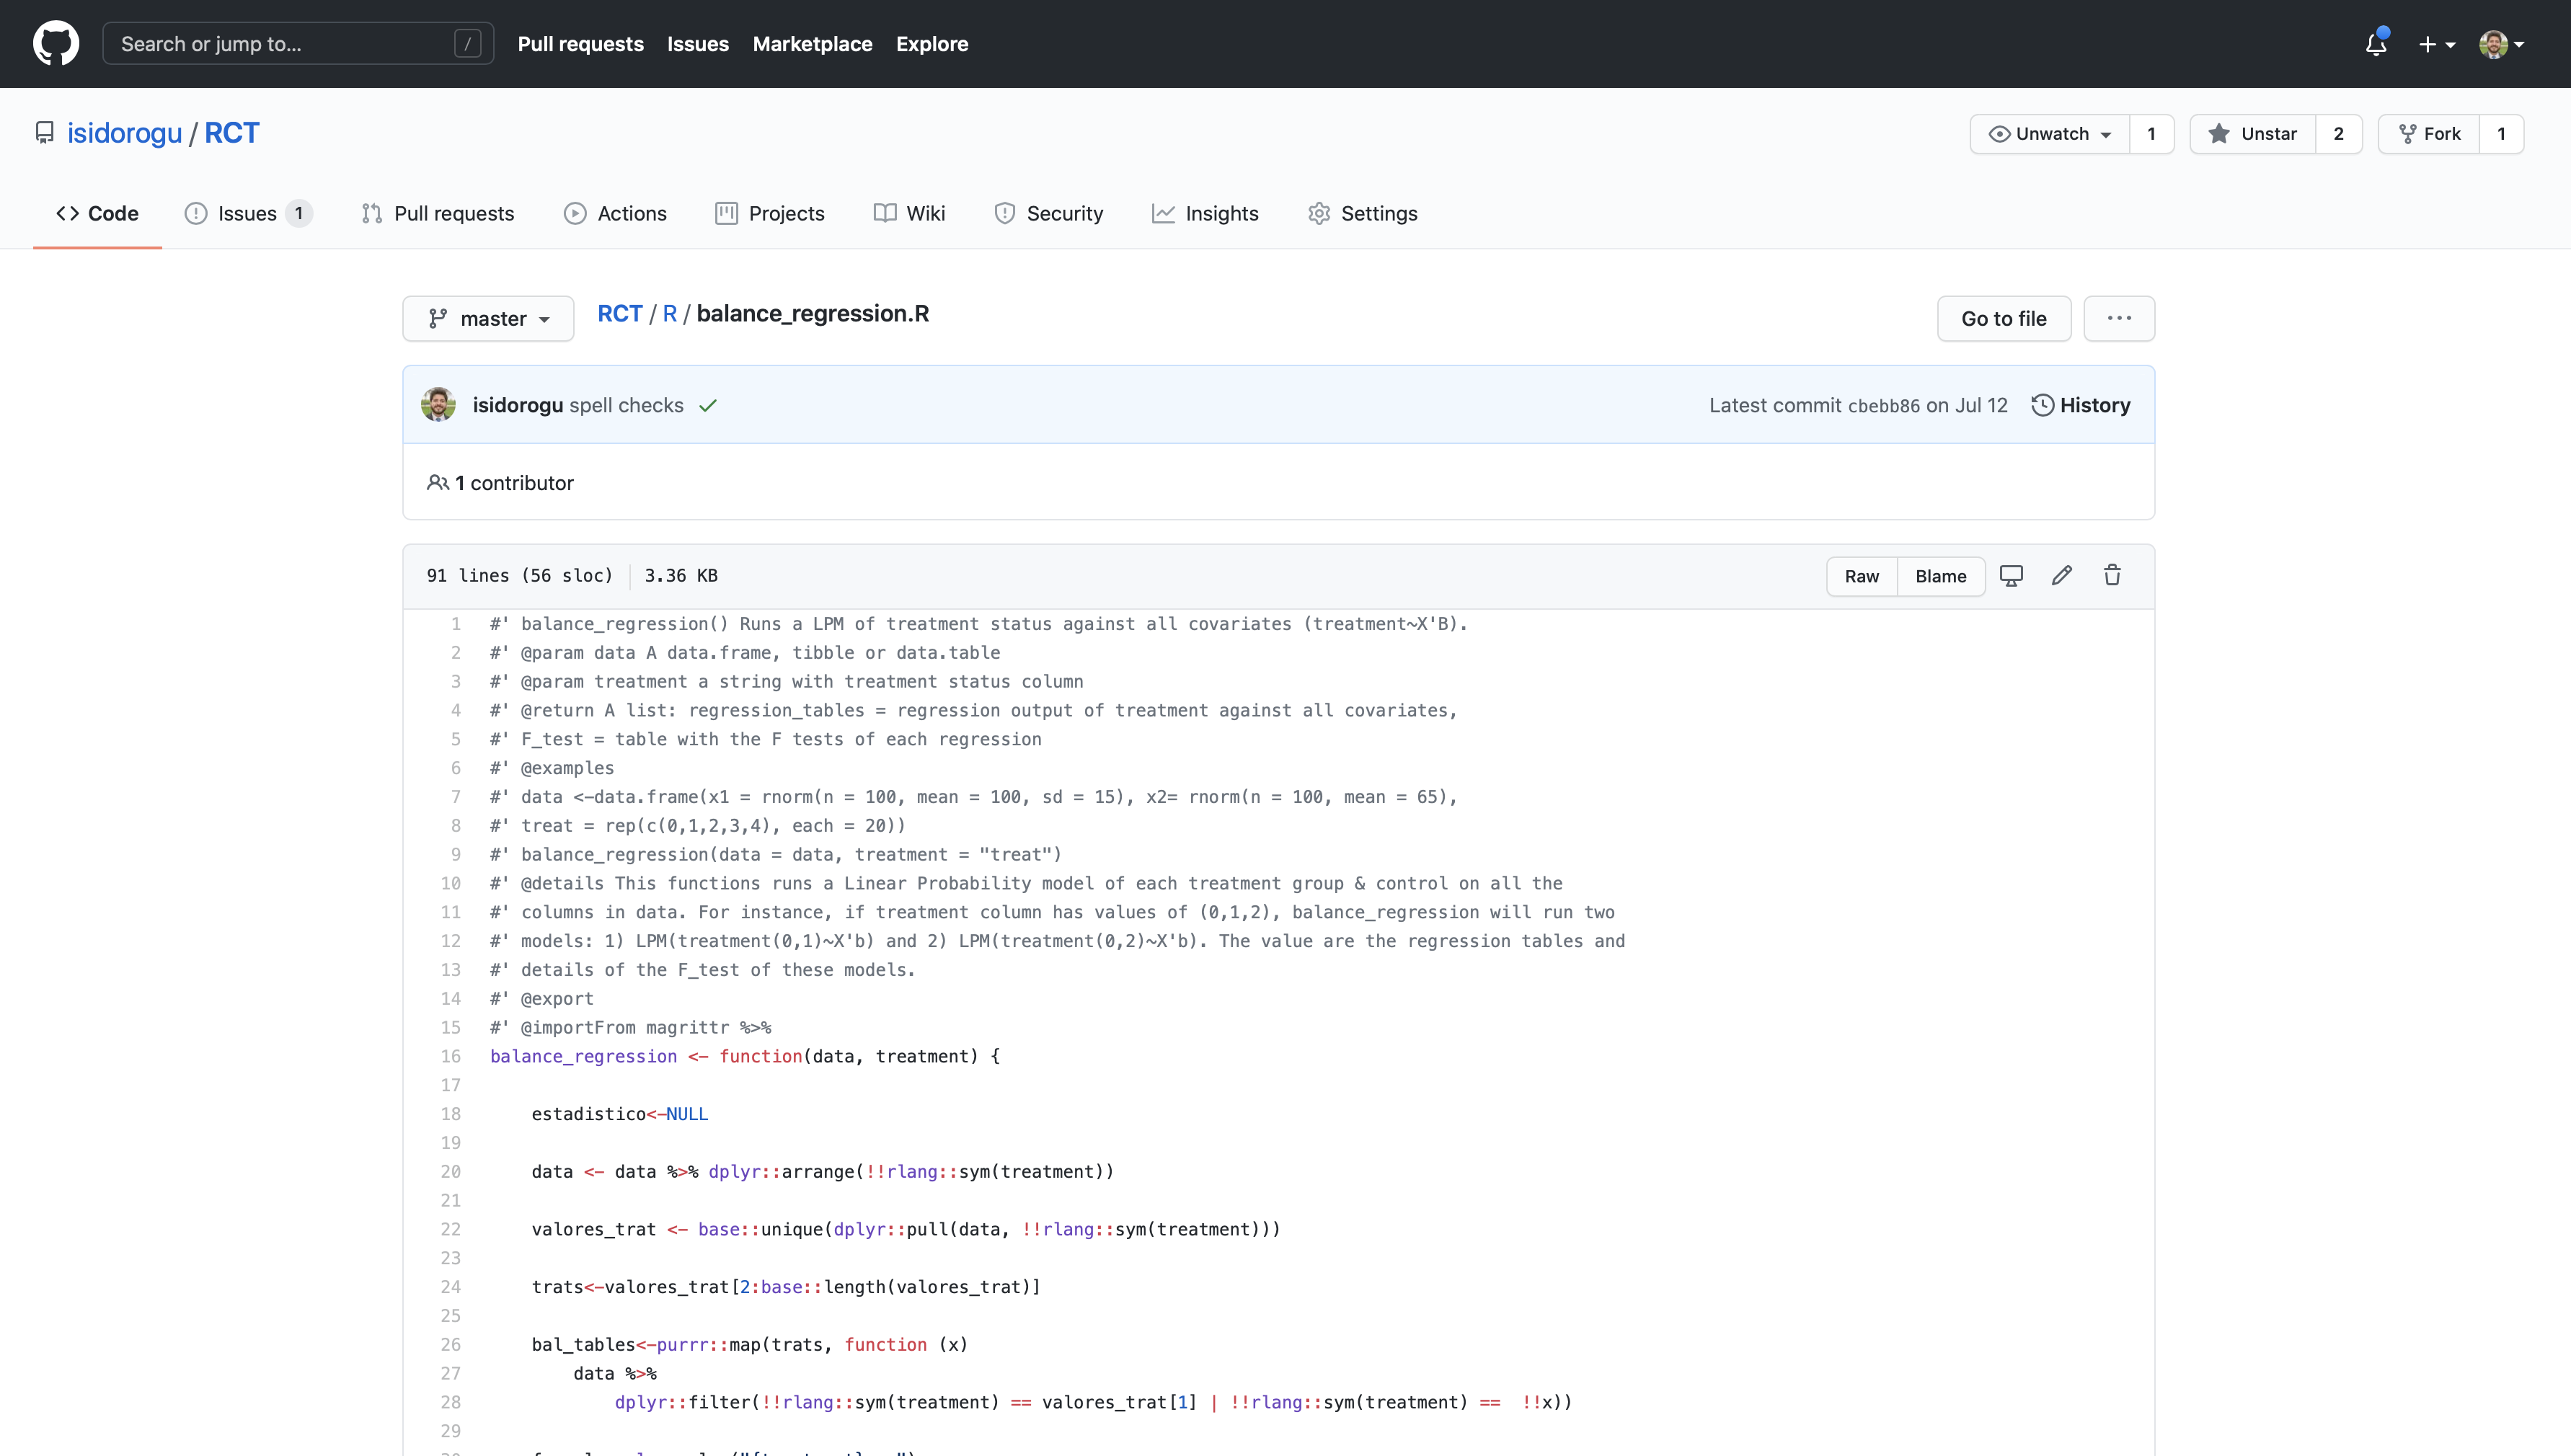 Search or jump to... /
Pull requests Issues Marketplace Explore
isidorogu / RCT
Unwatch 1 Unstar 2 Fork 1
Code Issues 1 Pull requests Actions Projects Wiki Security Insights Settings
master RCT / R / balance_regression.R Go to file ...
isidorogu spell checks Latest commit cbebb86 on Jul 12 History
1 contributor
91 lines (56 sloc) 3.36 KB Raw Blame
1 #' balance_regression() Runs a LPM of treatment status against all covariates (treatment~X'B).
2 #' @param data A data.frame, tibble or data.table
3 #' @param treatment a string with treatment status column
4 #' @return A list: regression_tables = regression output of treatment against all covariates,
5 #' F_test = table with the F tests of each regression
6 #' @examples
7 #' data <-data.frame(x1 = rnorm(n = 100, mean = 100, sd = 15), x2= rnorm(n = 100, mean = 65),
8 #' treat = rep(c(0,1,2,3,4), each = 20))
9 #' balance_regression(data = data, treatment = "treat")
10 #' @details This functions runs a Linear Probability model of each treatment group & control on all the
11 #' columns in data. For instance, if treatment column has values of (0,1,2), balance_regression will run two
12 #' models: 1) LPM(treatment(0,1)~X'b) and 2) LPM(treatment(0,2)~X'b). The value are the regression tables and
13 #' details of the F_test of these models.
14 #' @export
15 #' @importFrom magrittr %>%
16 balance_regression <- function(data, treatment) {
17
18 estadistico<-NULL
19
20 data <- data %>% dplyr::arrange(!!rlang::sym(treatment))
21
22 valores_trat <- base::unique(dplyr::pull(data, !!rlang::sym(treatment)))
23
24 trats<-valores_trat[2:base::length(valores_trat)]
25
26 bal_tables<-purrr::map(trats, function (x)
27 data %>%
28 dplyr::filter(!!rlang::sym(treatment) == valores_trat[1] | !!rlang::sym(treatment) ==  !!x))
29